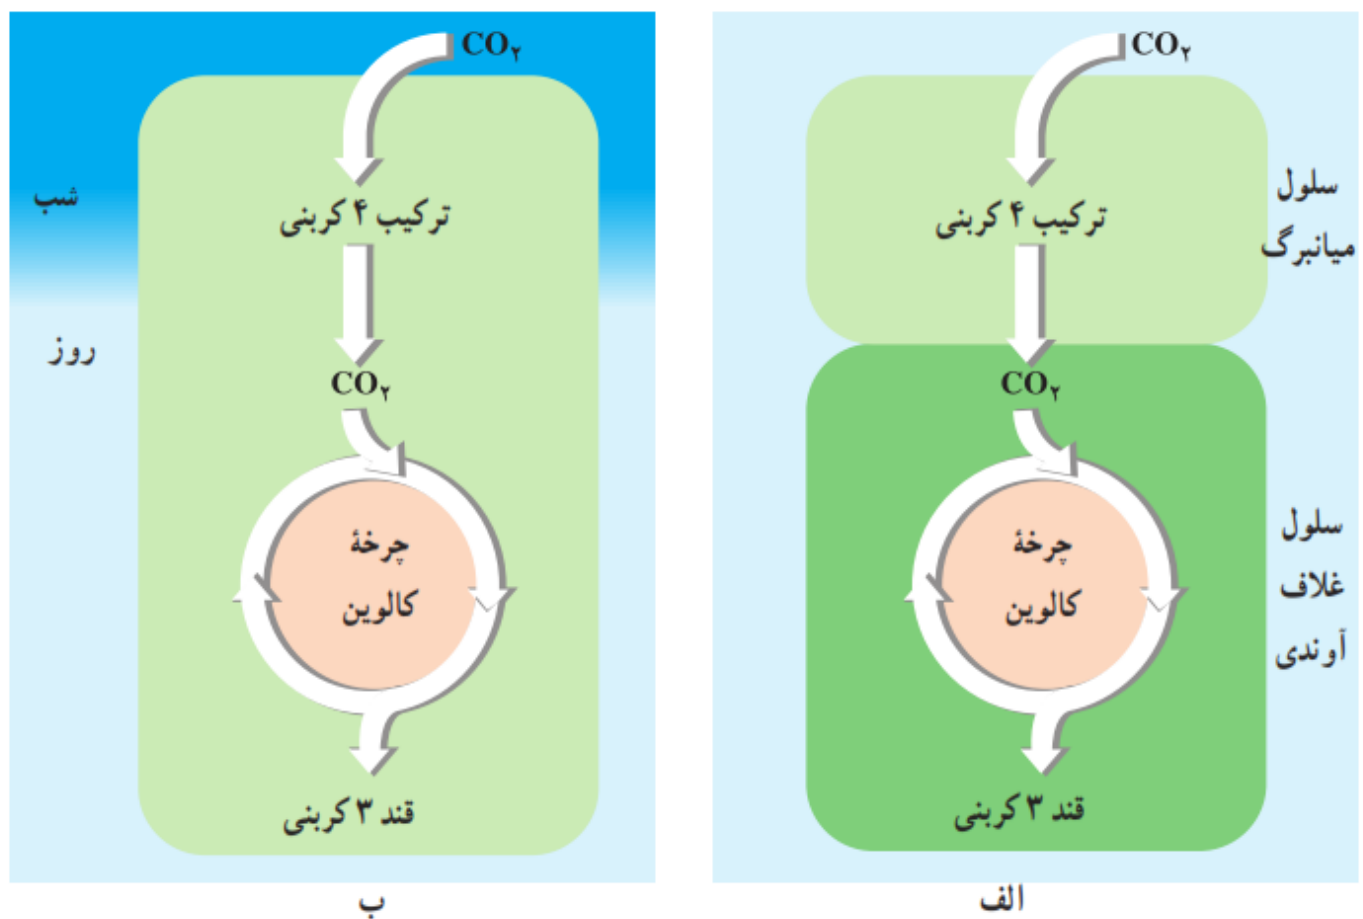 CO۲
ترکیب ۴ کربنی
CO۲
چرخهٔ
کالوین
قند ۳ کربنی
سلول
میانبرگ
سلول
غلاف
آوندی
الف
CO۲
شب
ترکیب ۴ کربنی
روز
CO۲
چرخهٔ
کالوین
قند ۳ کربنی
ب